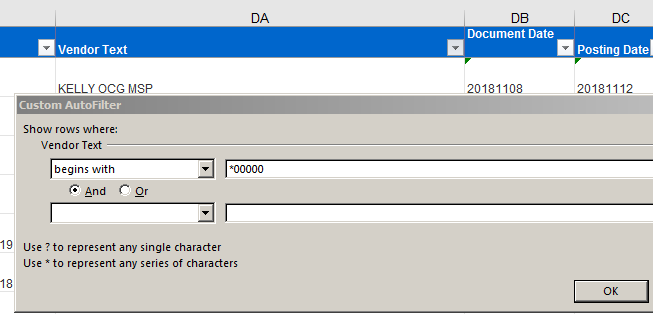 DA DB DC
Document Date
Vendor Text Posting Date
KELLY OCG MSP 20181108 20181112
Custom AutoFilter
Show rows where:
Vendor Text
begins with *00000
And Or
Use ? to represent any single character
19
Use * to represent any series of characters
18
OK